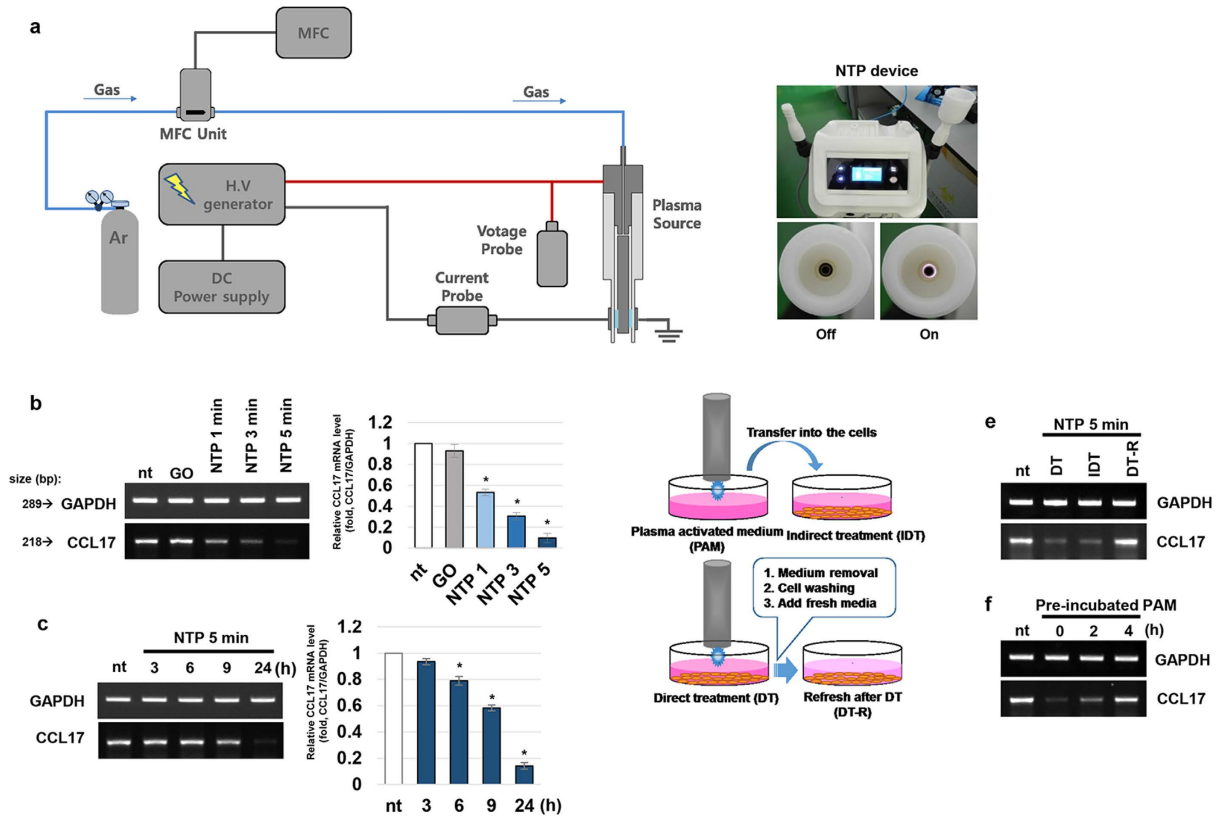 a
MFC
Gas
MFC Unit
Gas
Ar
H.V
generator
DC
Power supply
Votage
Probe
Current
Probe
Plasma
Source
NTP device
Off
On
b
size (bp):
nt
GO
NTP 1 min
NTP 3 min
NTP 5 min
289→ GAPDH
218→ CCL17
Relative CCL17 mRNA level
(fold, CCL17/GAPDH)
1.2
1
0.8
0.6
0.4
0.2
0
*
*
*
nt
GO
NTP 1
NTP 3
NTP 5
c
NTP 5 min
nt 3 6 9 24 (h)
GAPDH
CCL17
Relative CCL17 mRNA level
(fold, CCL17/GAPDH)
1.2
1
0.8
0.6
0.4
0.2
0
*
*
*
nt 3 6 9 24 (h)
Transfer into the cells
Plasma activated medium
(PAM)
Indirect treatment (IDT)
1. Medium removal
2. Cell washing
3. Add fresh media
Direct treatment (DT)
Refresh after DT
(DT-R)
e
NTP 5 min
nt
DT
IDT
DT-R
GAPDH
CCL17
f
Pre-incubated PAM
nt 0 2 4 (h)
GAPDH
CCL17